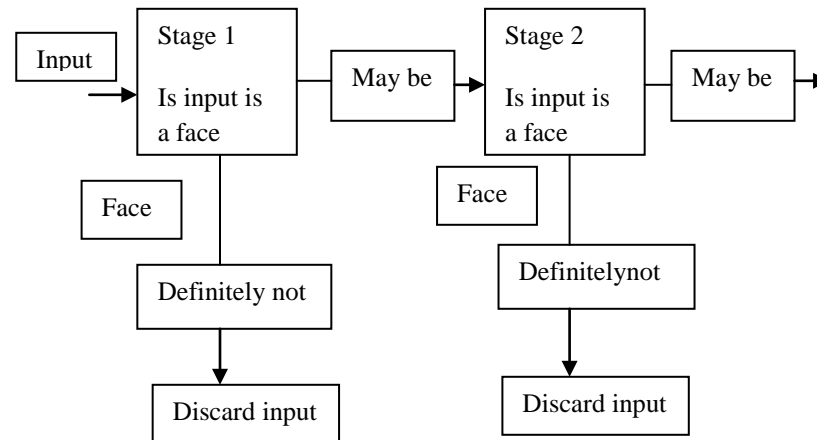 Input
Stage 1
Is input is
a face
May be
Stage 2
Is input is
a face
May be
Face
Face
Definitely not
Definitelynot
Discard input
Discard input